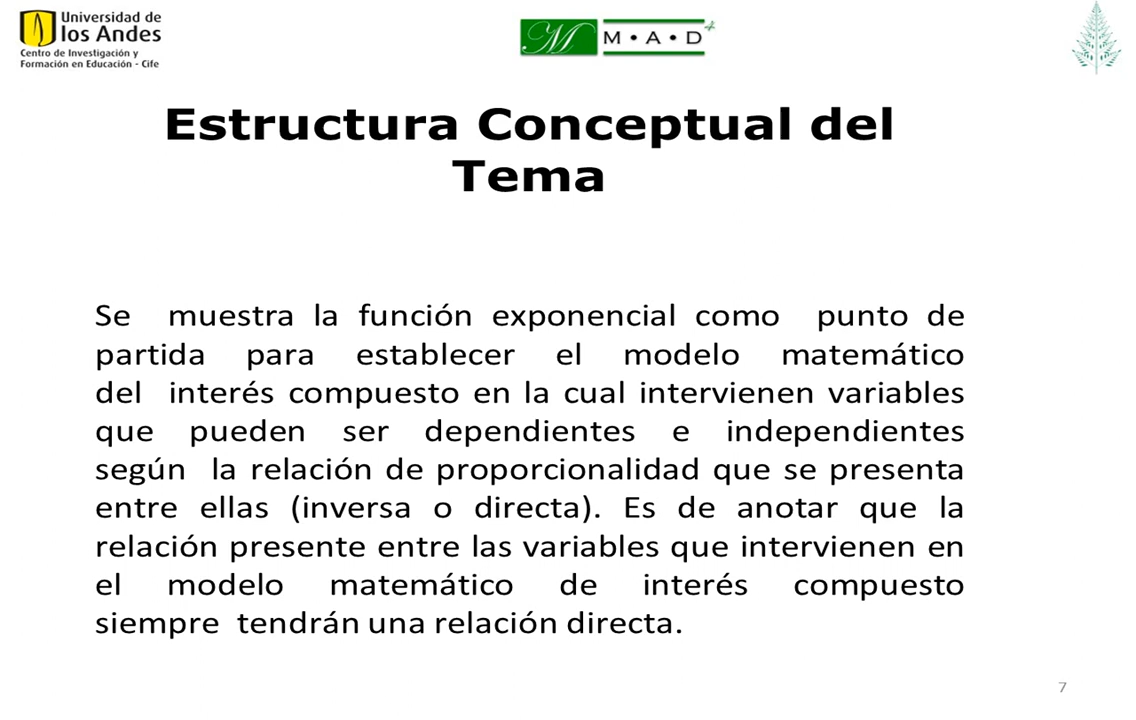 Universidad de
los Andes
Centro de Investigación y
Formación en Educación - Cife
M M • A • D
Estructura Conceptual del
Tema
Se muestra la función exponencial como punto de
partida para establecer el modelo matemático
del interés compuesto en la cual intervienen variables
que pueden ser dependientes e independientes
según la relación de proporcionalidad que se presenta
entre ellas (inversa o directa). Es de anotar que la
relación presente entre las variables que intervienen en
el modelo matemático de interés compuesto
siempre tendrán una relación directa.
7